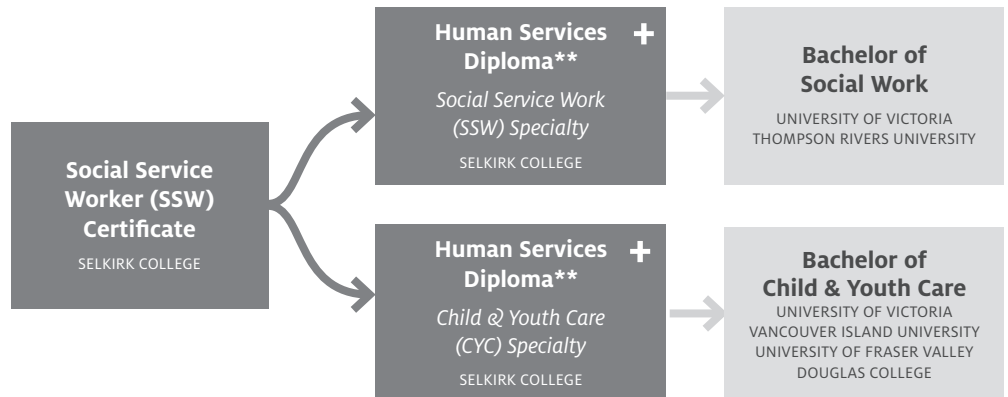 Social Service
Worker (SSW)
Certificate
SELKIRK COLLEGE
Human Services +
Diploma**
Social Service Work
(SSW) Specialty
SELKIRK COLLEGE
Bachelor of
Social Work
UNIVERSITY OF VICTORIA
THOMPSON RIVERS UNIVERSITY
Human Services +
Diploma**
Child & Youth Care
(CYC) Specialty
SELKIRK COLLEGE
Bachelor of
Child & Youth Care
UNIVERSITY OF VICTORIA
VANCOUVER ISLAND UNIVERSITY
UNIVERSITY OF FRASER VALLEY
DOUGLAS COLLEGE